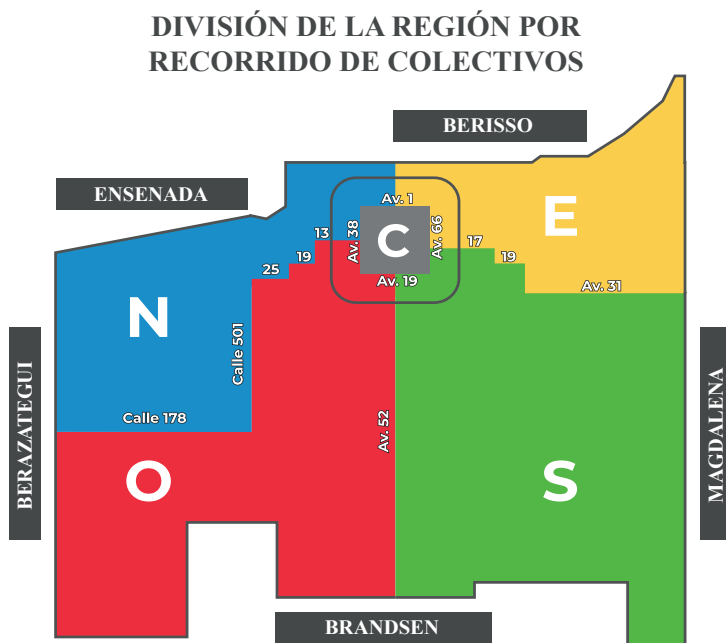 DIVISIÓN DE LA REGIÓN POR
RECORRIDO DE COLECTIVOS
BERISSO
ENSENADA
Av. 1
E
13
Av. 38
C
Av. 66
17
19
19
25
Av. 19
Av. 31
N
Calle 501
BERAZATEGUI
MAGDALENA
Calle 178
Av. 52
O
S
BRANDSEN